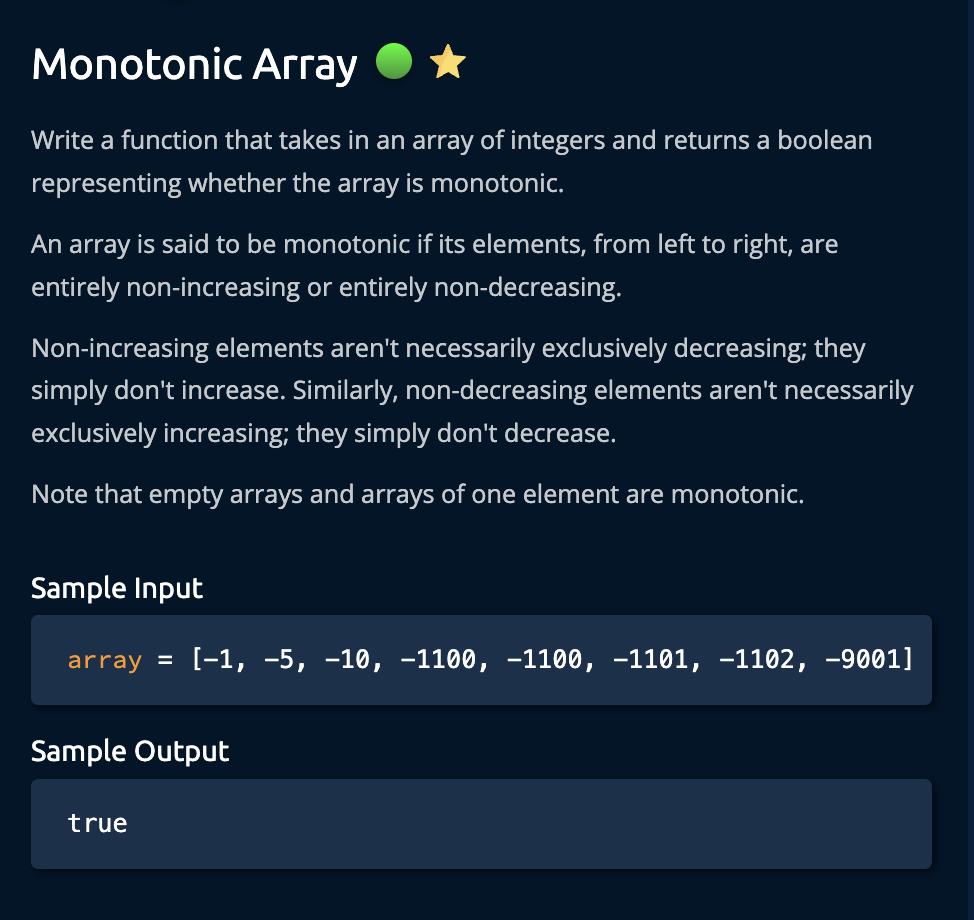 Monotonic Array
Write a function that takes in an array of integers and returns a boolean
representing whether the array is monotonic.
An array is said to be monotonic if its elements, from left to right, are
entirely non-increasing or entirely non-decreasing.
Non-increasing elements aren't necessarily exclusively decreasing; they
simply don't increase. Similarly, non-decreasing elements aren't necessarily
exclusively increasing; they simply don't decrease.
Note that empty arrays and arrays of one element are monotonic.
Sample Input
array = [-1, -5, -10, -1100, -1100, -1101, -1102, -9001]
Sample Output
true